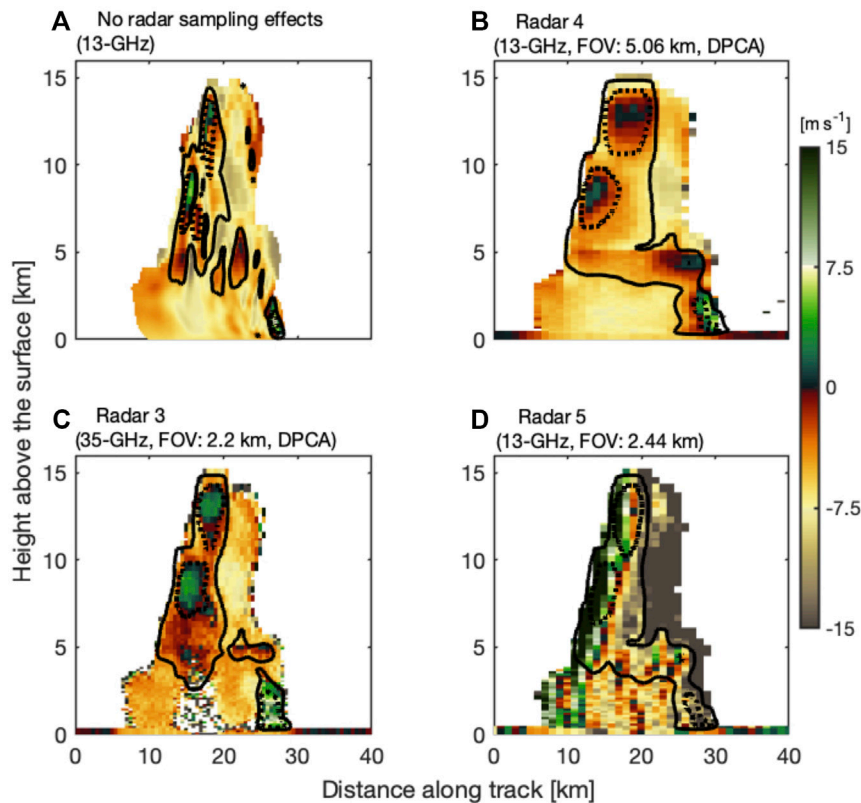 A No radar sampling effects
(13-GHz)
B Radar 4
(13-GHz, FOV: 5.06 km, DPCA)
[m s⁻¹]
15
10
5
0
15
10
5
0
0 10 20 30 40
0 10 20 30 40
15
7.5
0
-7.5
-15
C Radar 3
(35-GHz, FOV: 2.2 km, DPCA)
D Radar 5
(13-GHz, FOV: 2.44 km)
15
10
5
0
15
10
5
0
0 10 20 30 40
0 10 20 30 40
Height above the surface [km]
Distance along track [km]